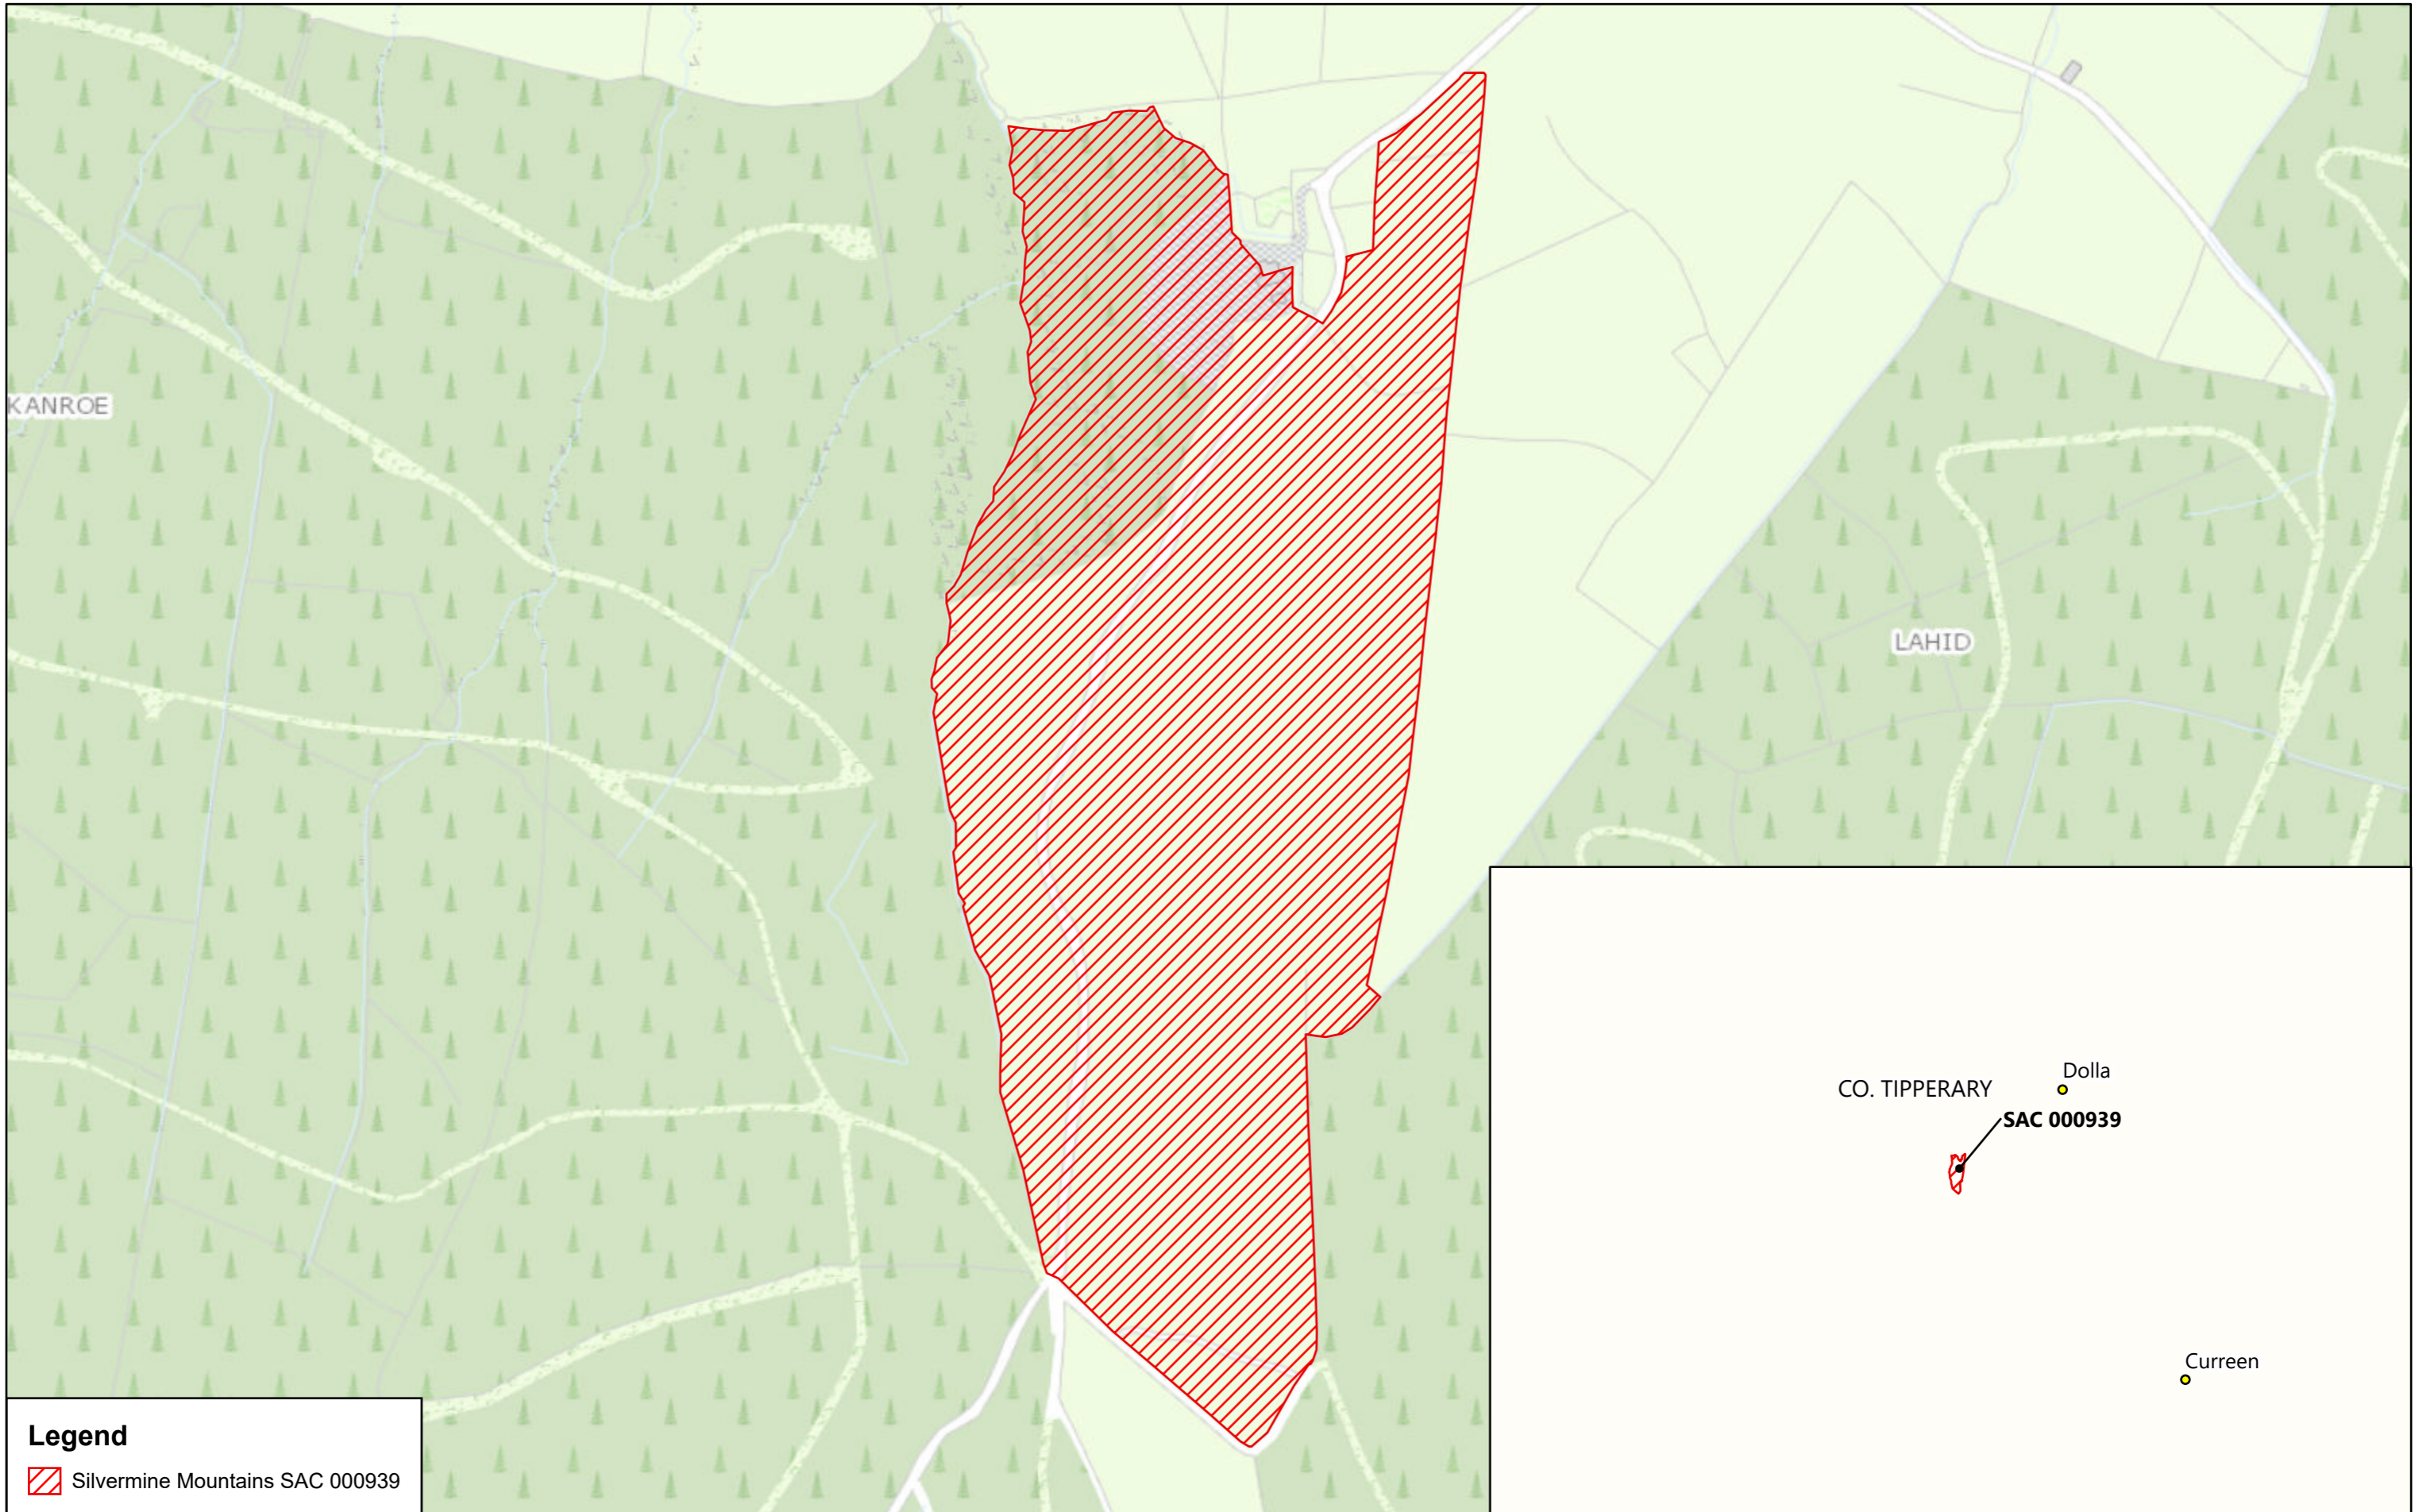 KANROE
LAHID
CO. TIPPERARY
Dolla
SAC 000939
Curreen
Legend
Silvermine Mountains SAC 000939